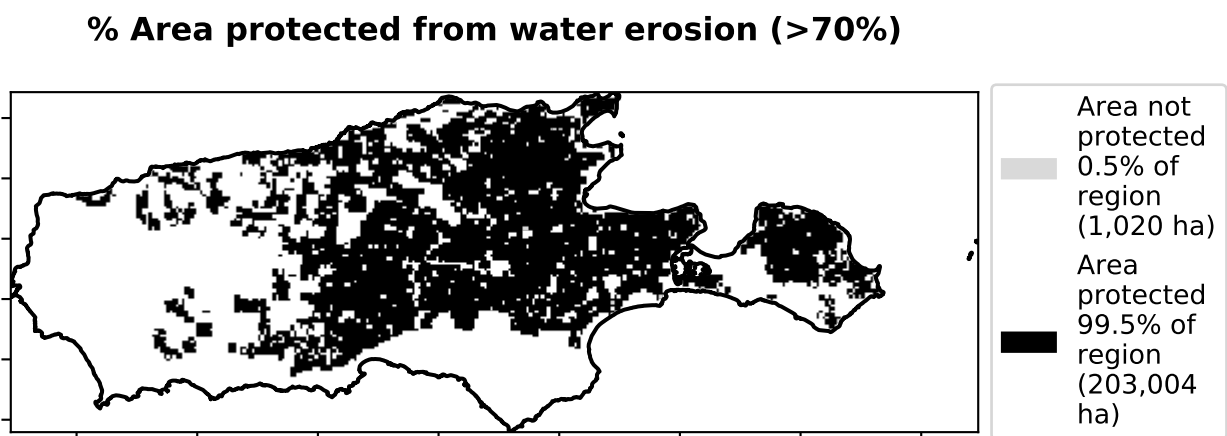 % Area protected from water erosion (>70%)
Area not
protected
0.5% of
region
(1,020 ha)
Area
protected
99.5% of
region
(203,004
ha)